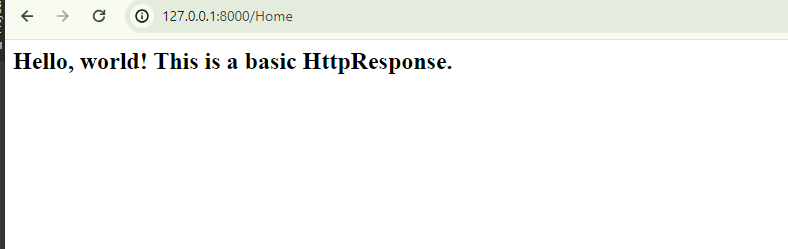 127.0.0.1:8000/Home
Hello, world! This is a basic HttpResponse.